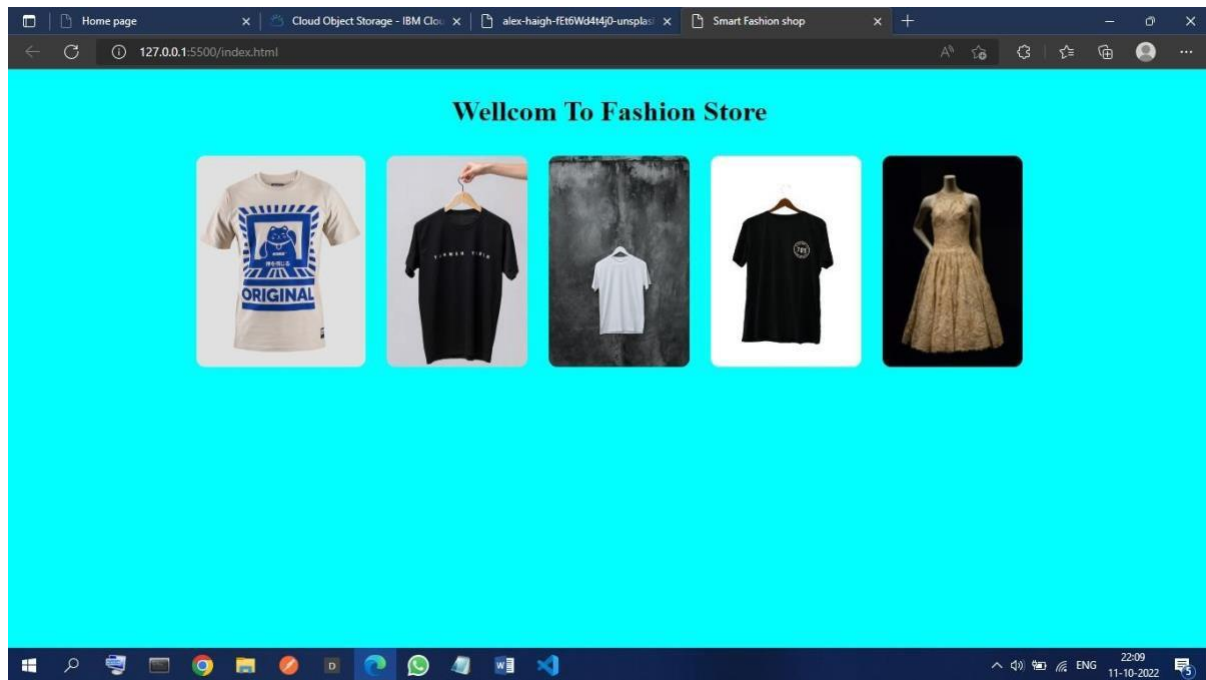 Home page
Cloud Object Storage - IBM Clou
alex-haigh-fEt6Wd4t4j0-unsplas
Smart Fashion shop
127.0.0.1:5500/index.html
Wellcom To Fashion Store
ORIGINAL
ENG
22:09
11-10-2022
5